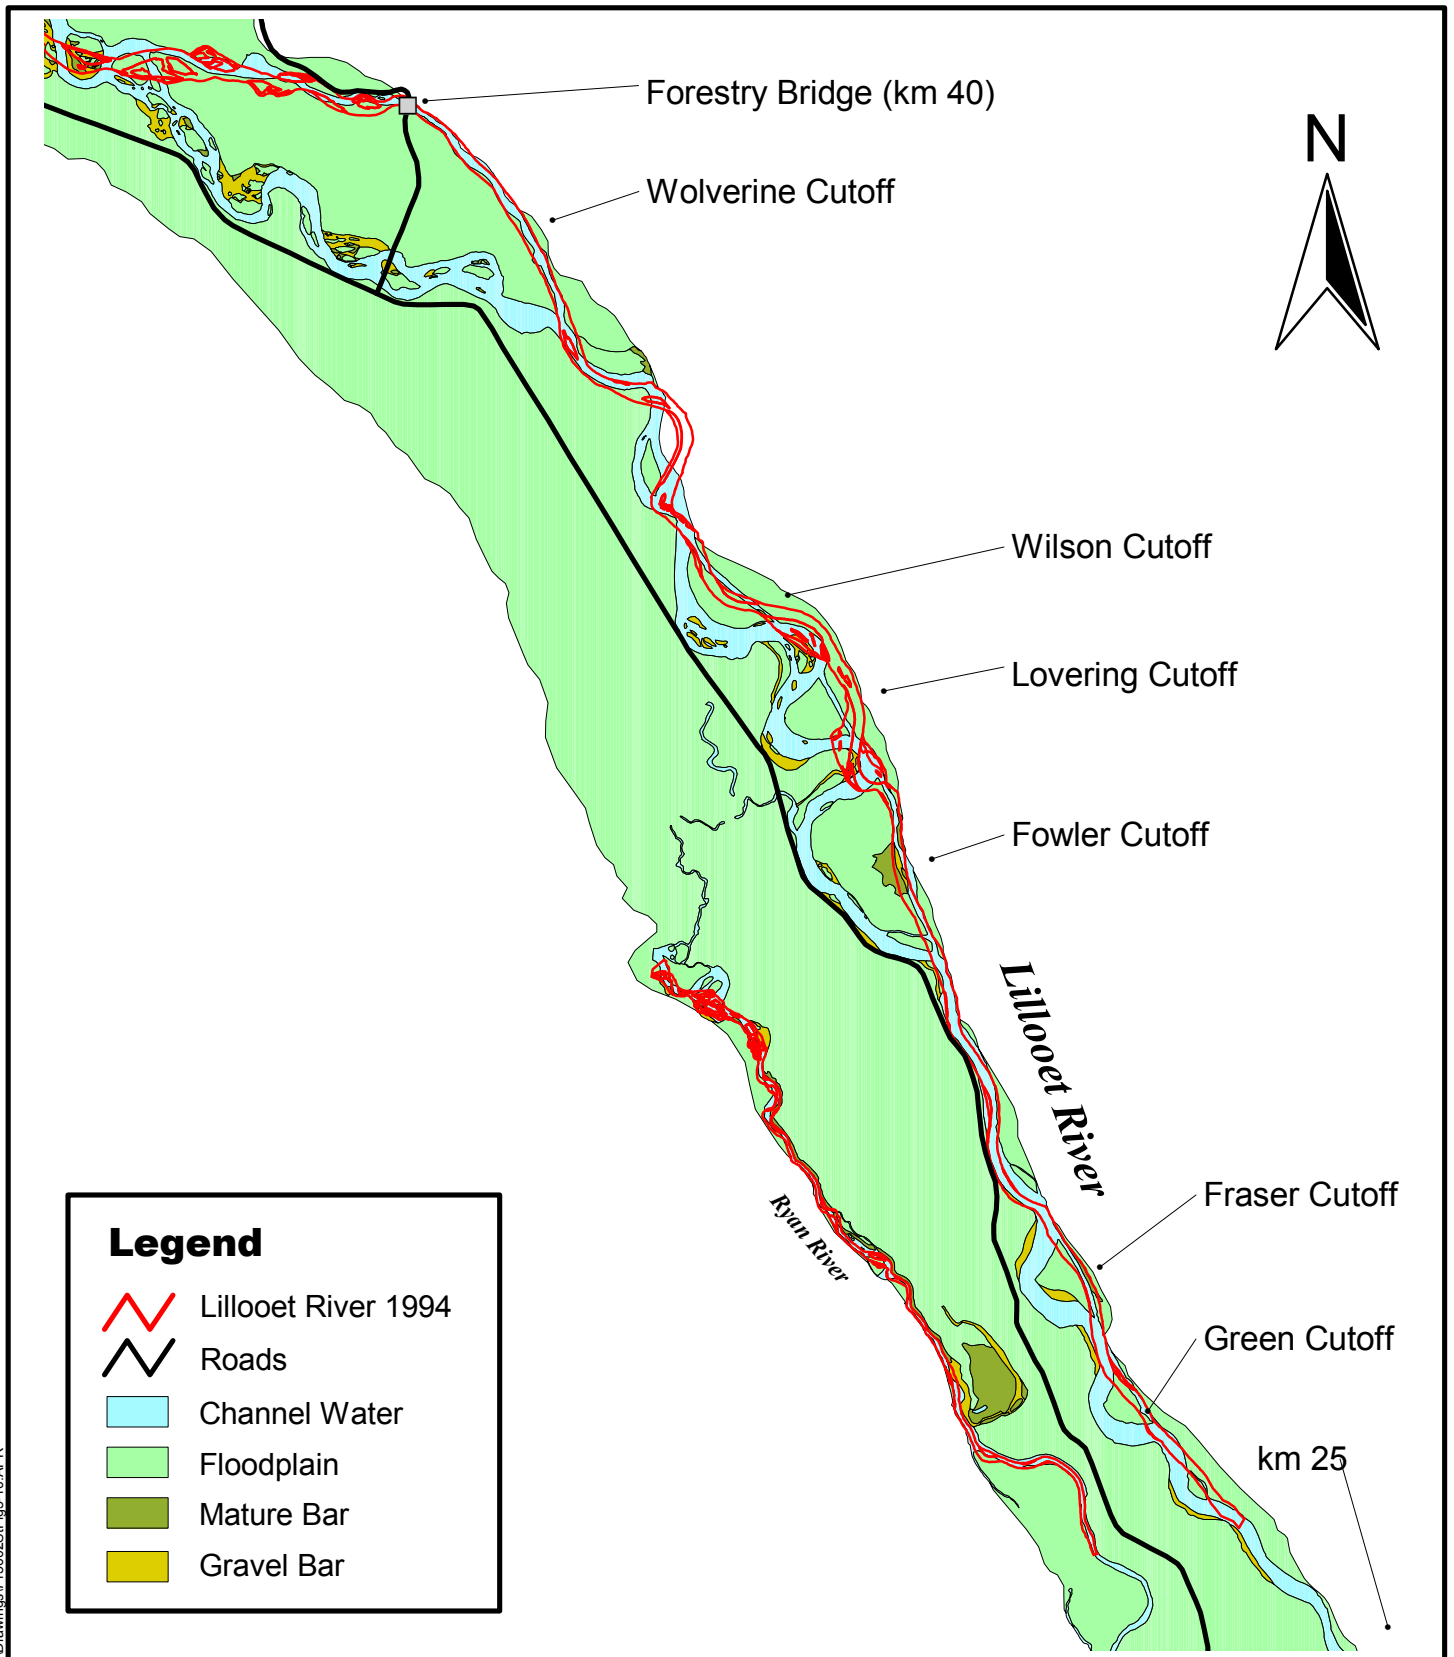 Forestry Bridge (km 40)
N
Wolverine Cutoff
Wilson Cutoff
Lovering Cutoff
Fowler Cutoff
Lillooet River
Ryan River
Fraser Cutoff
Green Cutoff
km 25
Legend
Lillooet River 1994
Roads
Channel Water
Floodplain
Mature Bar
Gravel Bar